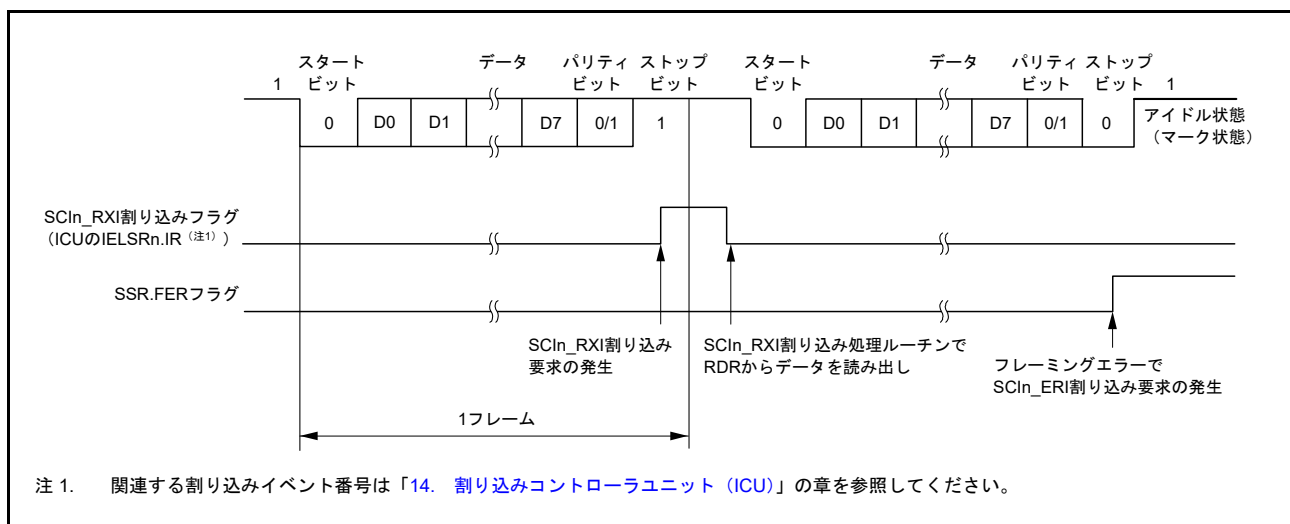 スタート
ビット
データ
パリティ
ビット
ストップ
ビット
スタート
ビット
データ
パリティ
ビット
ストップ
ビット
1
1
0 D0 D1 D7 0/1 1
0 D0 D1 D7 0/1 0
アイドル状態
（マーク状態）
SCIn_RXI割り込みフラグ
（ICUのIELSRn.IR（注1））
SSR.FERフラグ
SCIn_RXI割り込み
要求の発生
SCIn_RXI割り込み処理ルーチンで
RDRからデータを読み出し
フレーミングエラーで
SCIn_ERI割り込み要求の発生
1フレーム
注 1. 関連する割り込みイベント番号は「14. 割り込みコントローラユニット（ICU）」の章を参照してください。